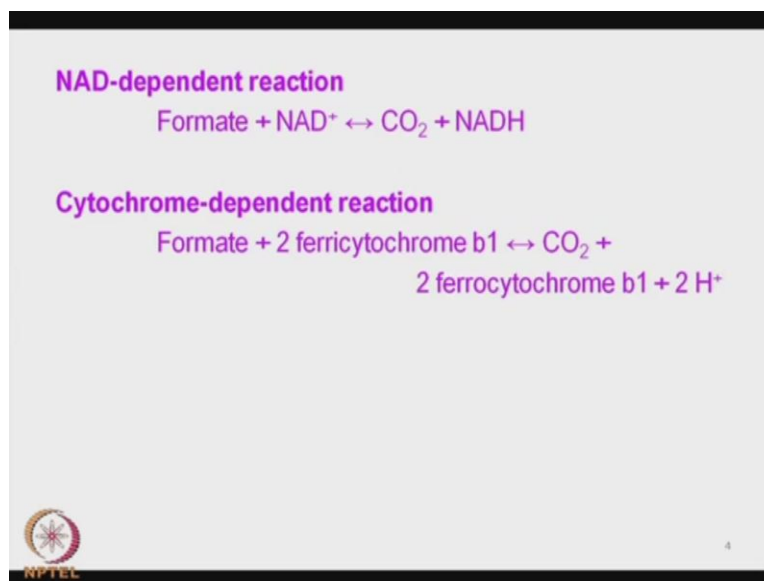 NAD-dependent reaction
Formate + NAD⁺ ↔ CO₂ + NADH
Cytochrome-dependent reaction
Formate + 2 ferricytochrome b1 ↔ CO₂ +
2 ferrocytochrome b1 + 2 H⁺
NPTEL
4